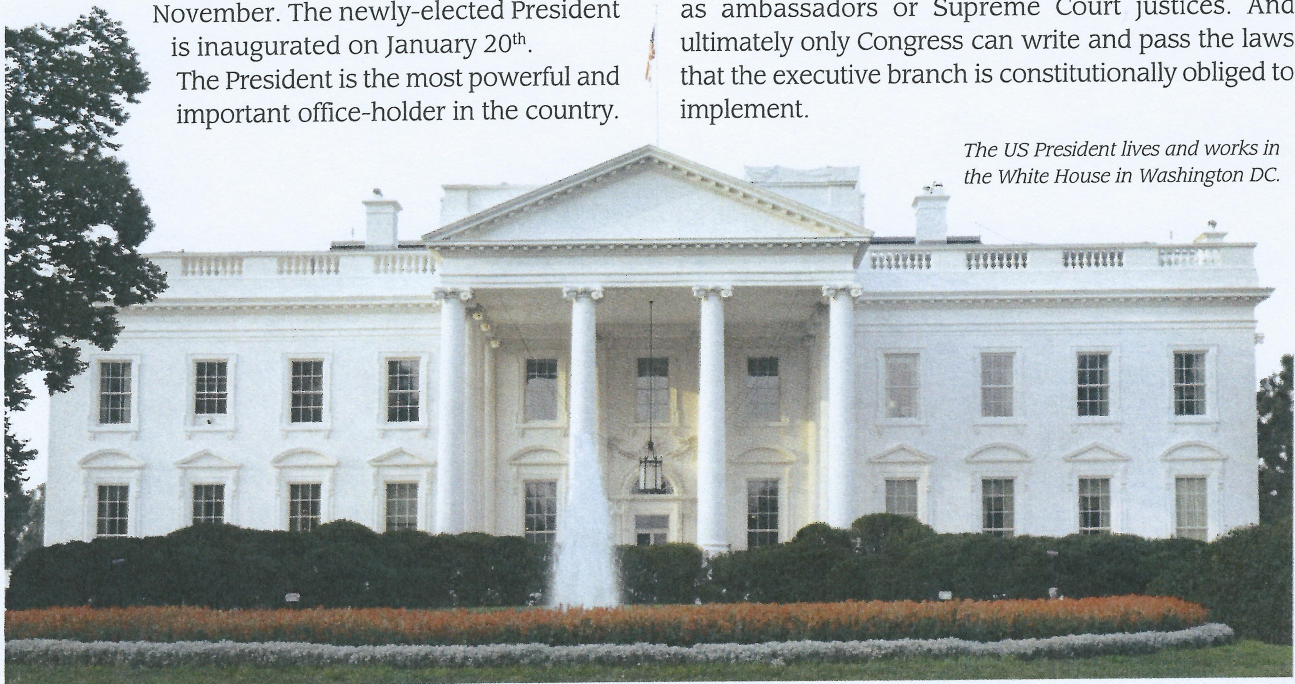 November. The newly-elected President
is inaugurated on January 20th.
The President is the most powerful and
important office-holder in the country.
as ambassadors or Supreme Court justices. And
ultimately only Congress can write and pass the laws
that the executive branch is constitutionally obliged to
implement.
The US President lives and works in
the White House in Washington DC.